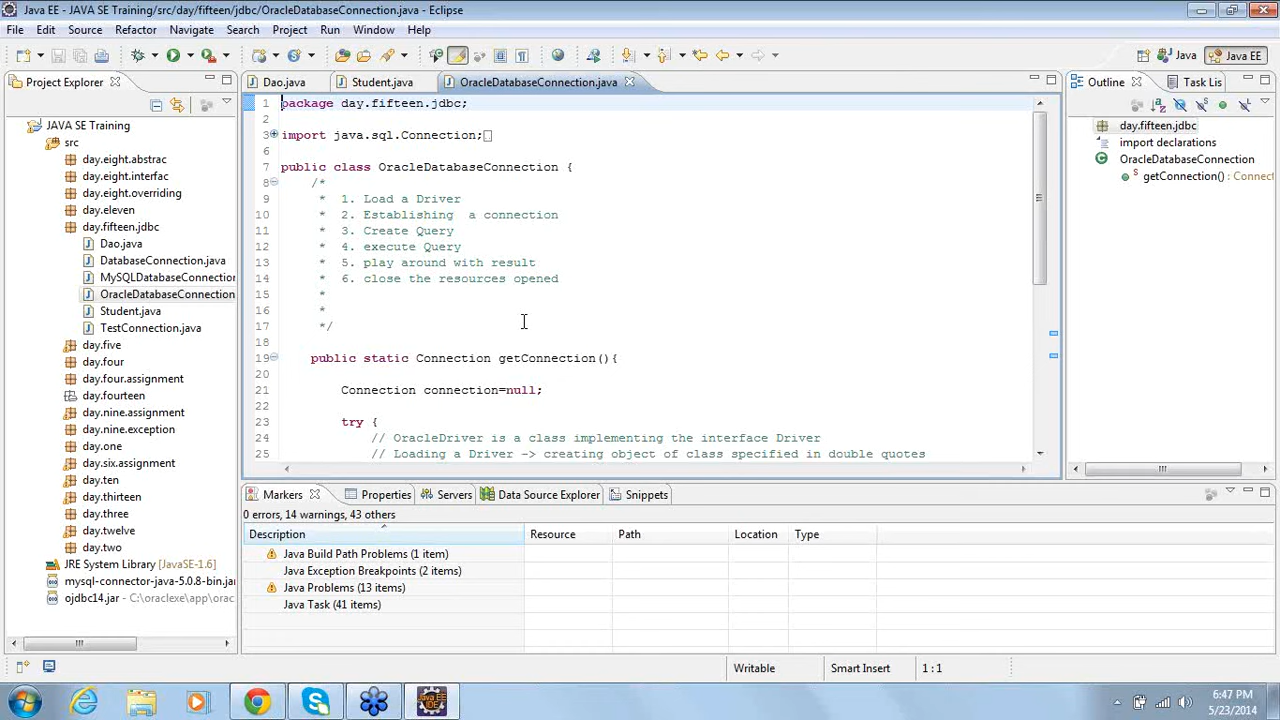 Java EE - JAVA SE Training/src/day/fifteen/jdbc/OracleDatabaseConnection.java - Eclipse
File Edit Source Refactor Navigate Search Project Run Window Help
Java Java EE
Project Explorer
JAVA SE Training
src
day.eight.abstrac
day.eight.interfac
day.eight.overriding
day.eleven
day.fifteen.jdbc
Dao.java
DatabaseConnection.java
MySQLDatabaseConnection
OracleDatabaseConnection
Student.java
TestConnection.java
day.five
day.four
day.four.assignment
day.fourteen
day.nine.assignment
day.nine.exception
day.one
day.six.assignment
day.ten
day.thirteen
day.three
day.twelve
day.two
JRE System Library [JavaSE-1.6]
mysql-connector-java-5.0.8-bin.jar
ojdbc14.jar - C:\oraclexe\app\orac
Dao.java Student.java OracleDatabaseConnection.java
1 package day.fifteen.jdbc;
2
3 import java.sql.Connection;
6
7 public class OracleDatabaseConnection {
8 /*
9 * 1. Load a Driver
10 * 2. Establishing a connection
11 * 3. Create Query
12 * 4. execute Query
13 * 5. play around with result
14 * 6. close the resources opened
15 *
16 *
17 */
18
19 public static Connection getConnection(){
20
21 Connection connection=null;
22
23 try {
24 // OracleDriver is a class implementing the interface Driver
25 // Loading a Driver -> creating object of class specified in double quotes
Outline Task Lis
day.fifteen.jdbc
import declarations
OracleDatabaseConnection
S getConnection() : Connect
Markers Properties Servers Data Source Explorer Snippets
0 errors, 14 warnings, 43 others
Description Resource Path Location Type
Java Build Path Problems (1 item)
Java Exception Breakpoints (2 items)
Java Problems (13 items)
Java Task (41 items)
Writable Smart Insert 1 : 1
Java EE
IDE
6:47 PM
5/23/2014